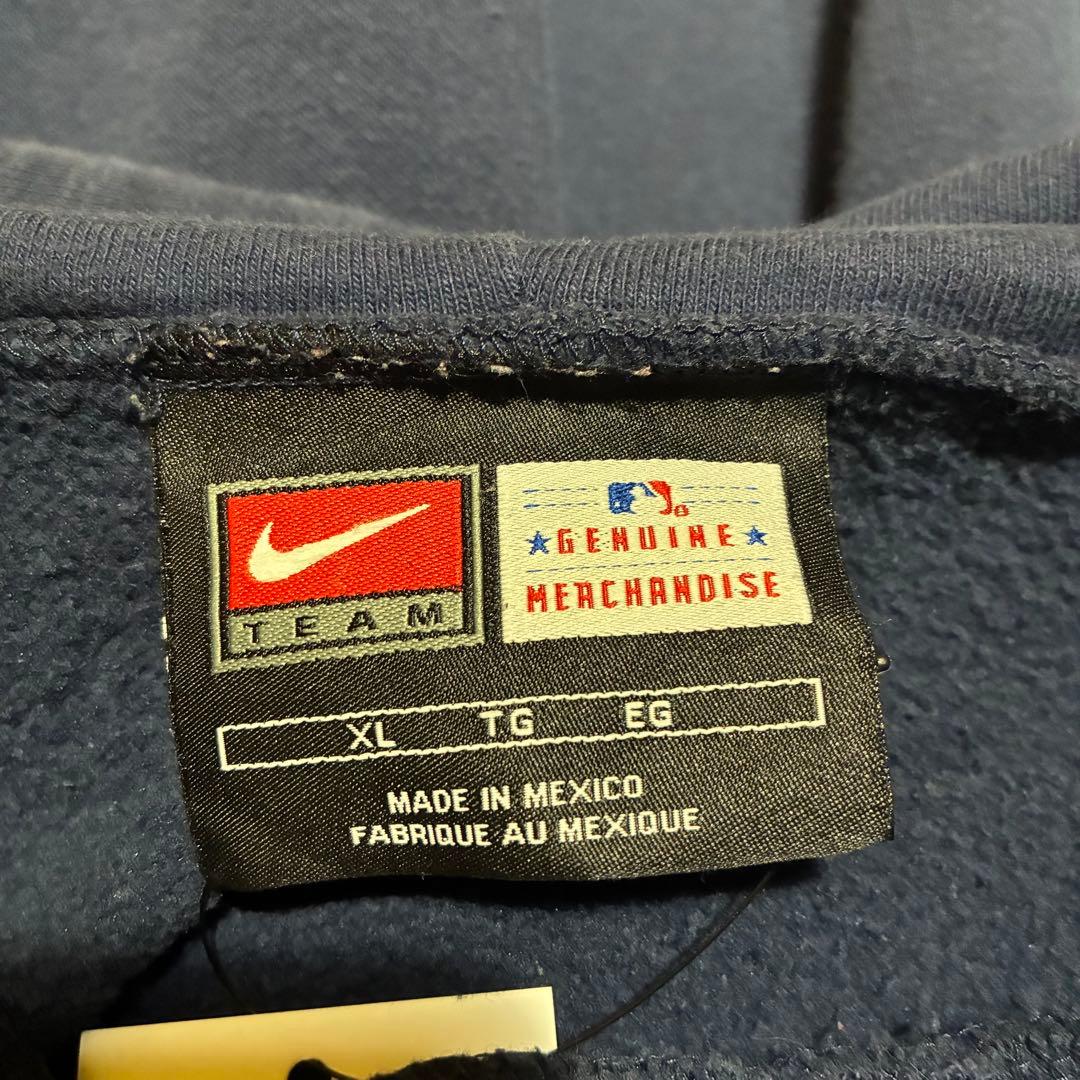 TEAM
GENUINE
MERCHANDISE
XL TG EG
MADE IN MEXICO
FABRIQUE AU MEXIQUE